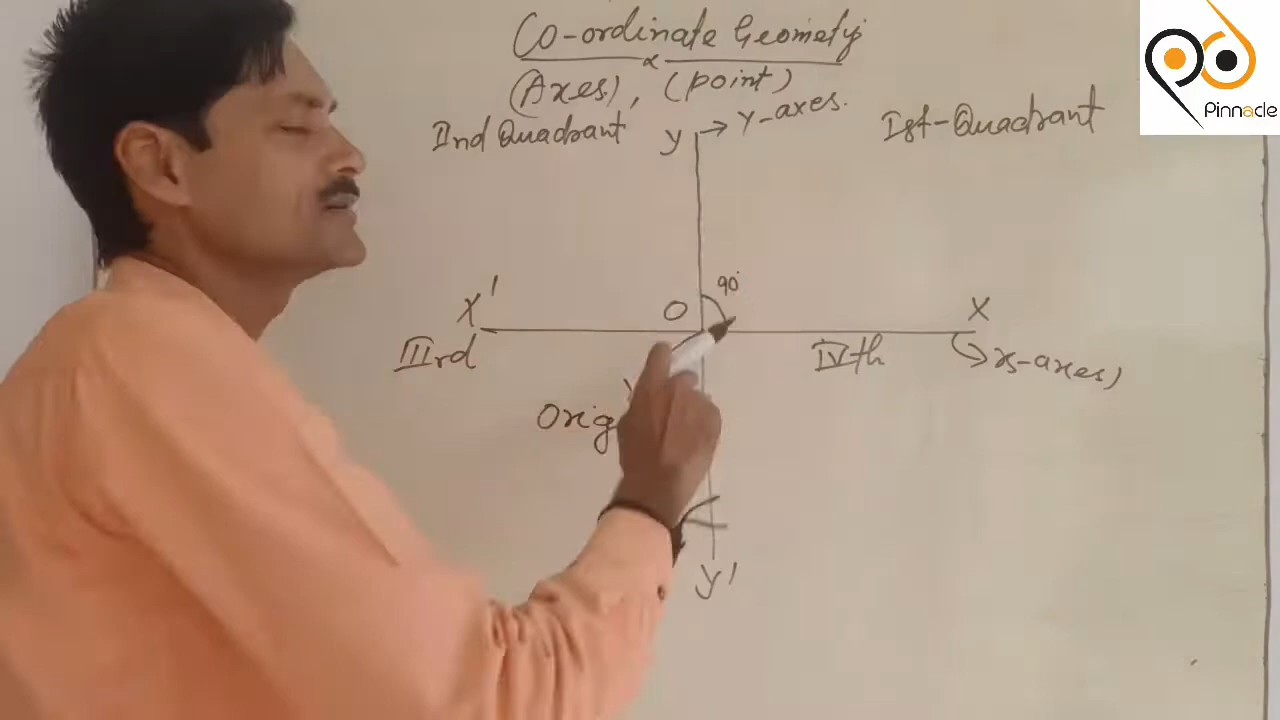 Co-ordinate Geometry
(Axes), (point)
IInd Quadrant
y → y-axes.
Ist-Quadrant
Pinnacle
90°
X'
O
X
IIIrd
IVth
x-axes)
Orig
y'